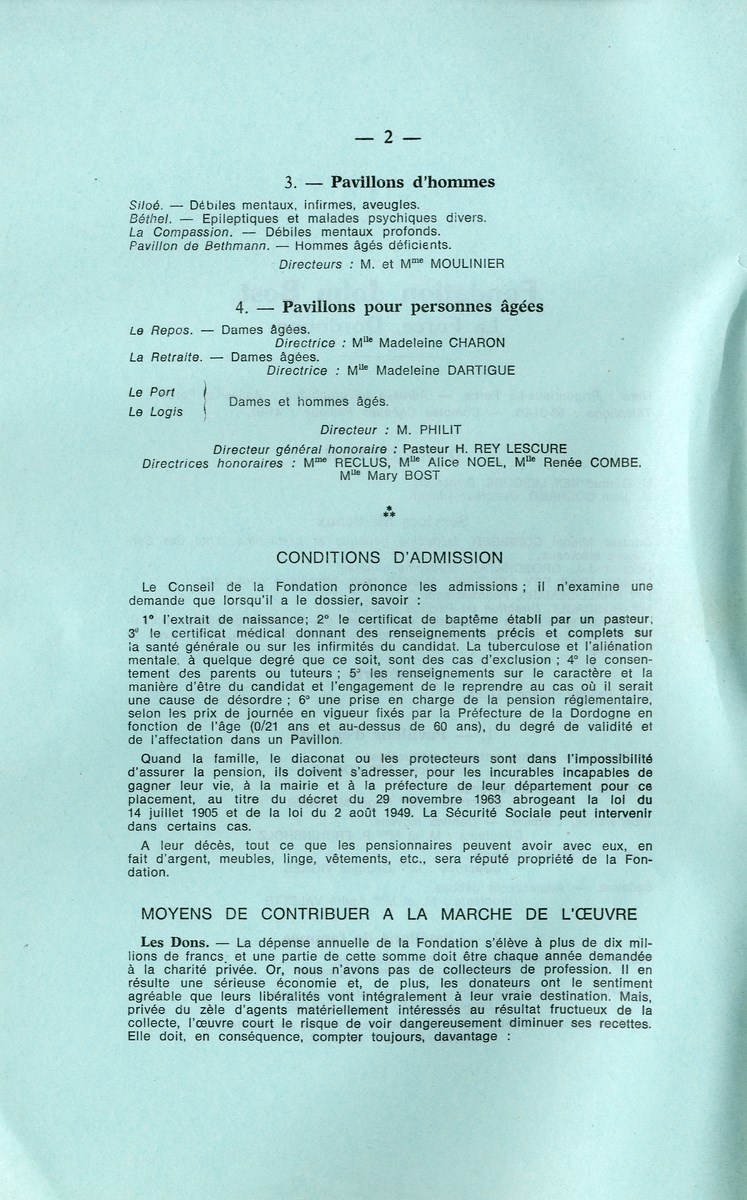 — 2 —
3. — Pavillons d'hommes
Siloé. — Débiles mentaux, infirmes, aveugles.
Béthel. — Epileptiques et malades psychiques divers.
La Compassion. — Débiles mentaux profonds.
Pavillon de Bethmann. — Hommes âgés déficients.
Directeurs : M. et Mme MOULINIER
4. — Pavillons pour personnes âgées
Le Repos. — Dames âgées.
Directrice : Mlle Madeleine CHARON
La Retraite. — Dames âgées.
Directrice : Mlle Madeleine DARTIGUE
Le Port
Le Logis
Dames et hommes âgés.
Directeur : M. PHILIT
Directeur général honoraire : Pasteur H. REY LESCURE
Directrices honoraires : Mme RECLUS, Mlle Alice NOEL, Mlle Renée COMBE.
Mlle Mary BOST
⁂
CONDITIONS D'ADMISSION
Le Conseil de la Fondation prononce les admissions ; il n'examine une
demande que lorsqu'il a le dossier, savoir :
1° l'extrait de naissance; 2° le certificat de baptême établi par un pasteur;
3° le certificat médical donnant des renseignements précis et complets sur
la santé générale ou sur les infirmités du candidat. La tuberculose et l'aliénation
mentale. à quelque degré que ce soit, sont des cas d'exclusion ; 4° le consen-
tement des parents ou tuteurs ; 5° les renseignements sur le caractère et la
manière d'être du candidat et l'engagement de le reprendre au cas où il serait
une cause de désordre ; 6° une prise en charge de la pension réglementaire,
selon les prix de journée en vigueur fixés par la Préfecture de la Dordogne en
fonction de l'âge (0/21 ans et au-dessus de 60 ans), du degré de validité et
de l'affectation dans un Pavillon.
Quand la famille, le diaconat ou les protecteurs sont dans l'impossibilité
d'assurer la pension, ils doivent s'adresser, pour les incurables incapables de
gagner leur vie, à la mairie et à la préfecture de leur département pour ce
placement, au titre du décret du 29 novembre 1963 abrogeant la loi du
14 juillet 1905 et de la loi du 2 août 1949. La Sécurité Sociale peut intervenir
dans certains cas.
A leur décès, tout ce que les pensionnaires peuvent avoir avec eux, en
fait d'argent, meubles, linge, vêtements, etc., sera réputé propriété de la Fon-
dation.
MOYENS DE CONTRIBUER A LA MARCHE DE L'ŒUVRE
Les Dons. — La dépense annuelle de la Fondation s'élève à plus de dix mil-
lions de francs. et une partie de cette somme doit être chaque année demandée
à la charité privée. Or, nous n'avons pas de collecteurs de profession. Il en
résulte une sérieuse économie et, de plus, les donateurs ont le sentiment
agréable que leurs libéralités vont intégralement à leur vraie destination. Mais,
privée du zèle d'agents matériellement intéressés au résultat fructueux de la
collecte, l'œuvre court le risque de voir dangereusement diminuer ses recettes.
Elle doit, en conséquence, compter toujours, davantage :